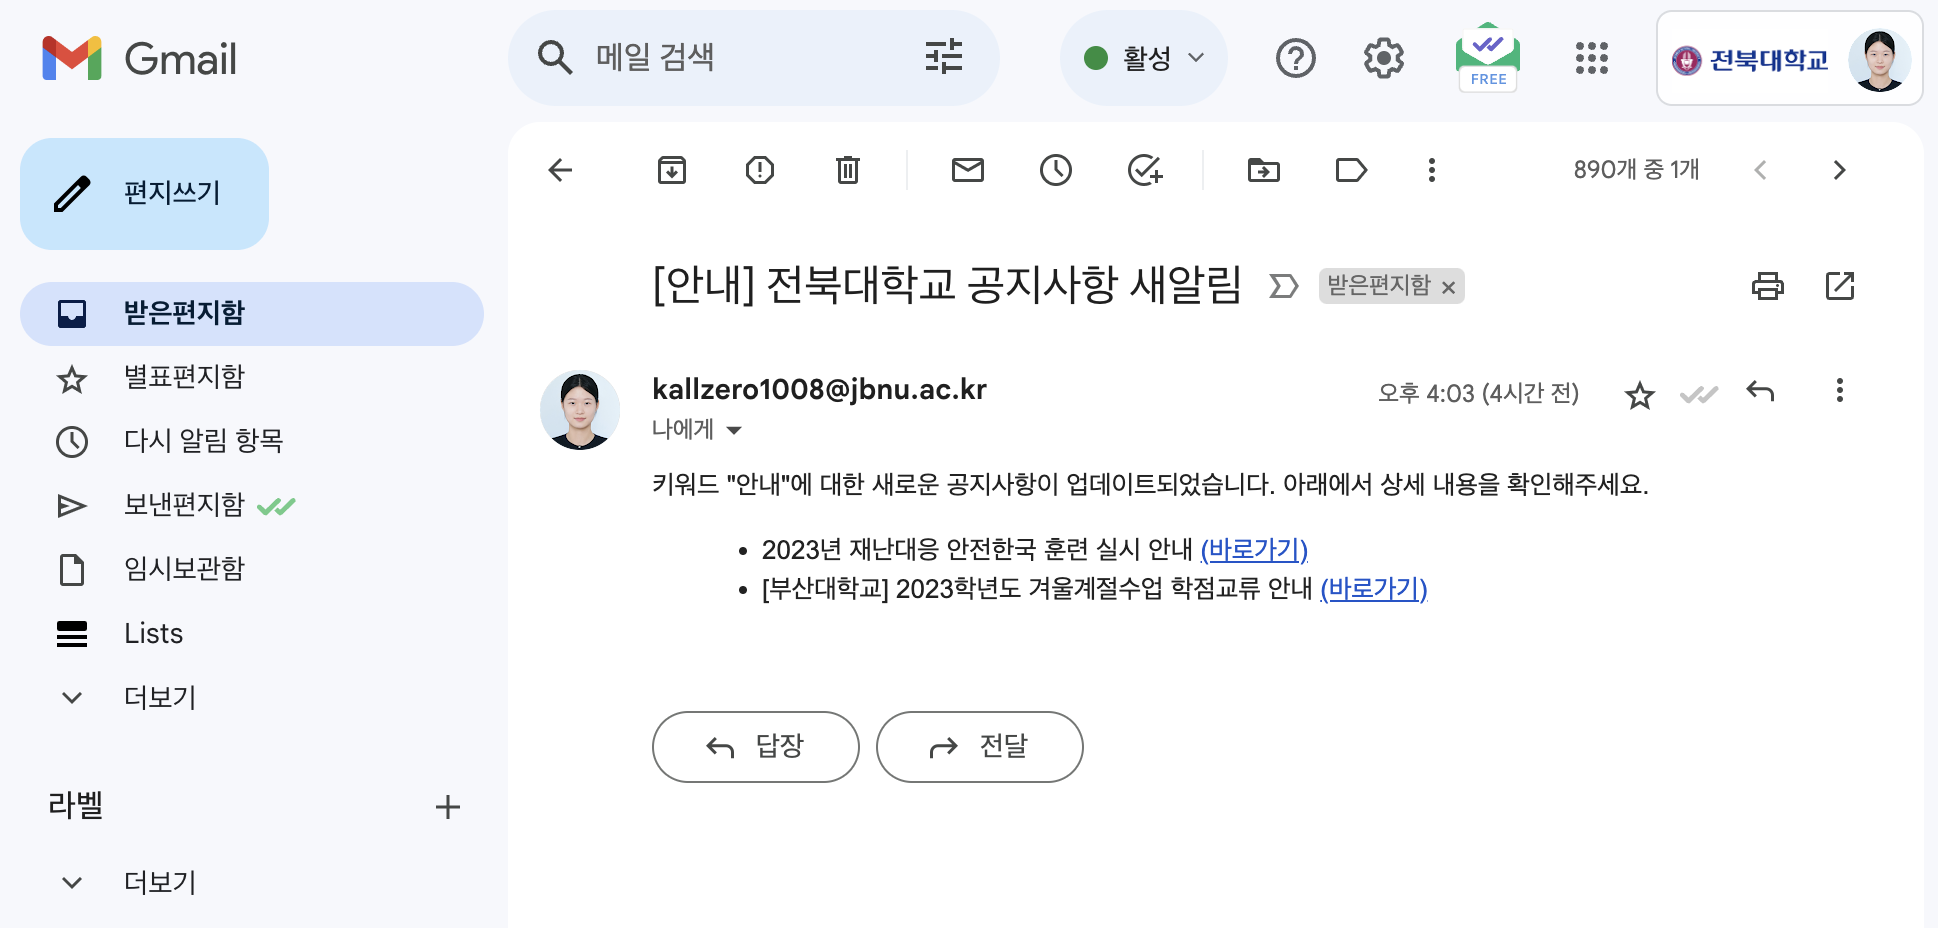 Gmail
메일 검색
활성
FREE
전북대학교
편지쓰기
받은편지함
별표편지함
다시 알림 항목
보낸편지함
임시보관함
Lists
더보기
라벨
더보기
890개 중 1개
[안내] 전북대학교 공지사항 새알림
받은편지함 ×
kallzero1008@jbnu.ac.kr
오후 4:03 (4시간 전)
나에게
키워드 "안내"에 대한 새로운 공지사항이 업데이트되었습니다. 아래에서 상세 내용을 확인해주세요.
• 2023년 재난대응 안전한국 훈련 실시 안내 (바로가기)
• [부산대학교] 2023학년도 겨울계절수업 학점교류 안내 (바로가기)
답장
전달